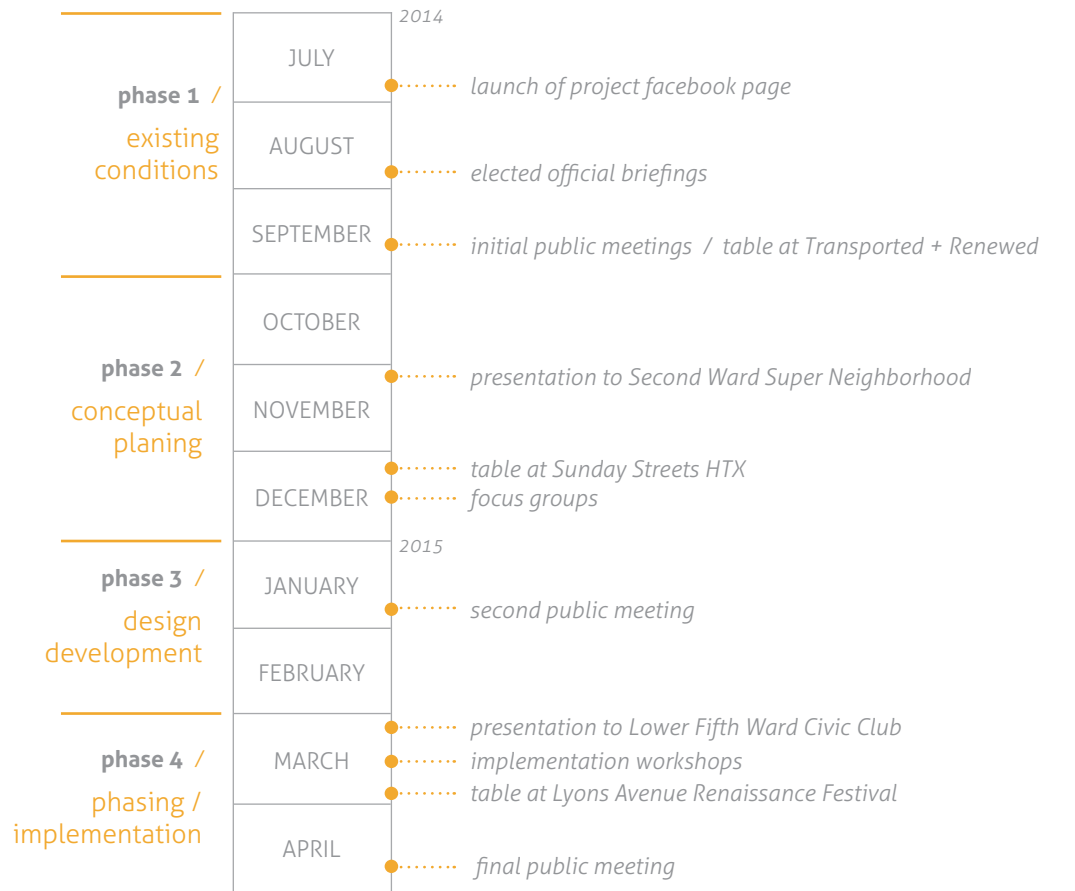 2014
JULY
launch of project facebook page
phase 1 /
existing
conditions
AUGUST
elected official briefings
SEPTEMBER
initial public meetings / table at Transported + Renewed
OCTOBER
phase 2 /
conceptual
planing
presentation to Second Ward Super Neighborhood
NOVEMBER
table at Sunday Streets HTX
DECEMBER
focus groups
2015
phase 3 /
design
development
JANUARY
second public meeting
FEBRUARY
presentation to Lower Fifth Ward Civic Club
phase 4 /
phasing /
implementation
MARCH
implementation workshops
table at Lyons Avenue Renaissance Festival
APRIL
final public meeting